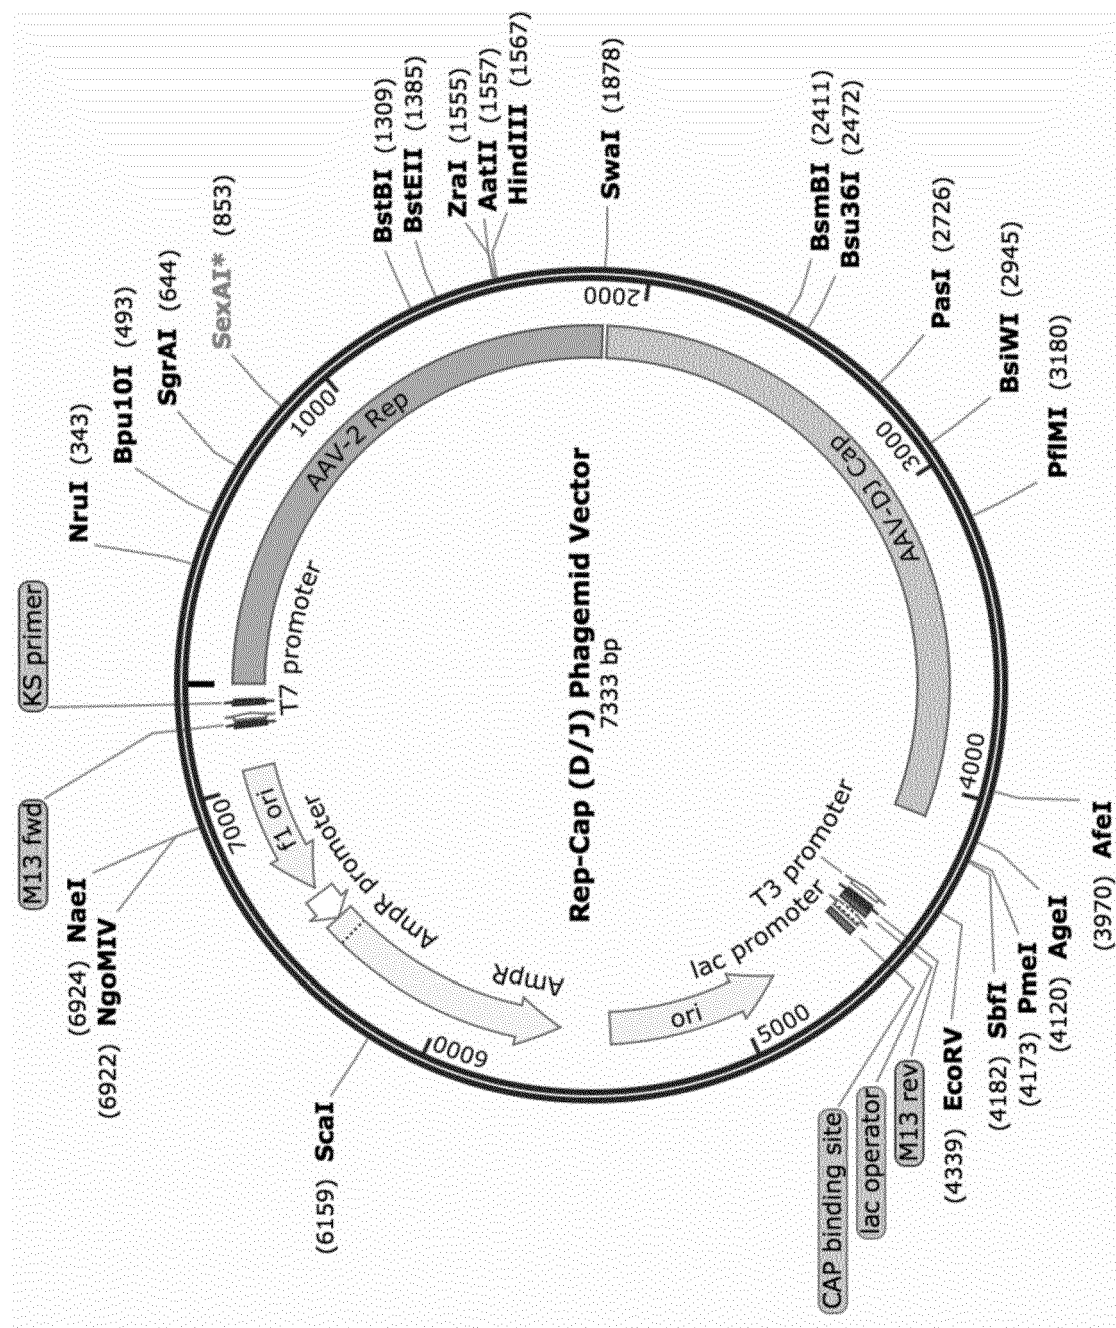 Rep-Cap (D/J) Phagemid Vector
7333 bp
KS primer
NruI (343)
Bpu10I (493)
SgrAI (644)
SexAI* (853)
BstBI (1309)
BstEII (1385)
ZraI (1555)
AatII (1557)
HindIII (1567)
SwaI (1878)
BsmBI (2411)
Bsu36I (2472)
PasI (2726)
BsiWI (2945)
PflMI (3180)
(3970) AfeI
(4120) AgeI
(4173) PmeI
(4182) SbfI
(4339) EcoRV
M13 rev
lac operator
CAP binding site
(6159) ScaI
(6922) NgoMIV
(6924) NaeI
M13 fwd
1000
2000
3000
4000
5000
6000
7000
AAV-2 Rep
AAV-DJ Cap
T3 promoter
lac promoter
ori
AmpR
AmpR promoter
f1 ori
T7 promoter